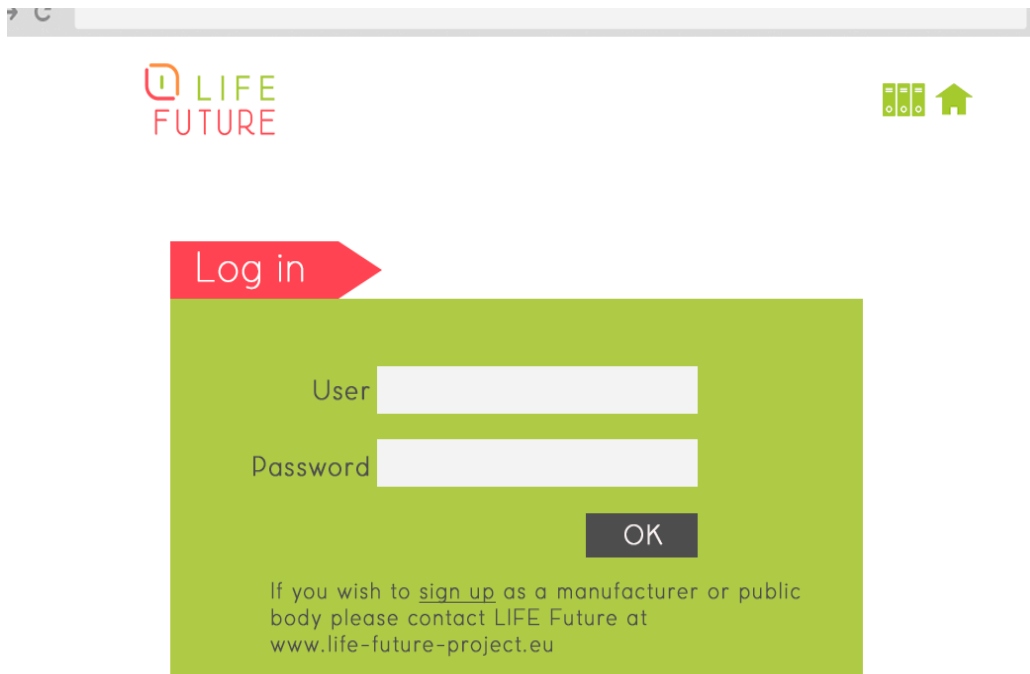 LIFE
FUTURE
Log in
User
Password
OK
If you wish to sign up as a manufacturer or public
body please contact LIFE Future at
www.life-future-project.eu